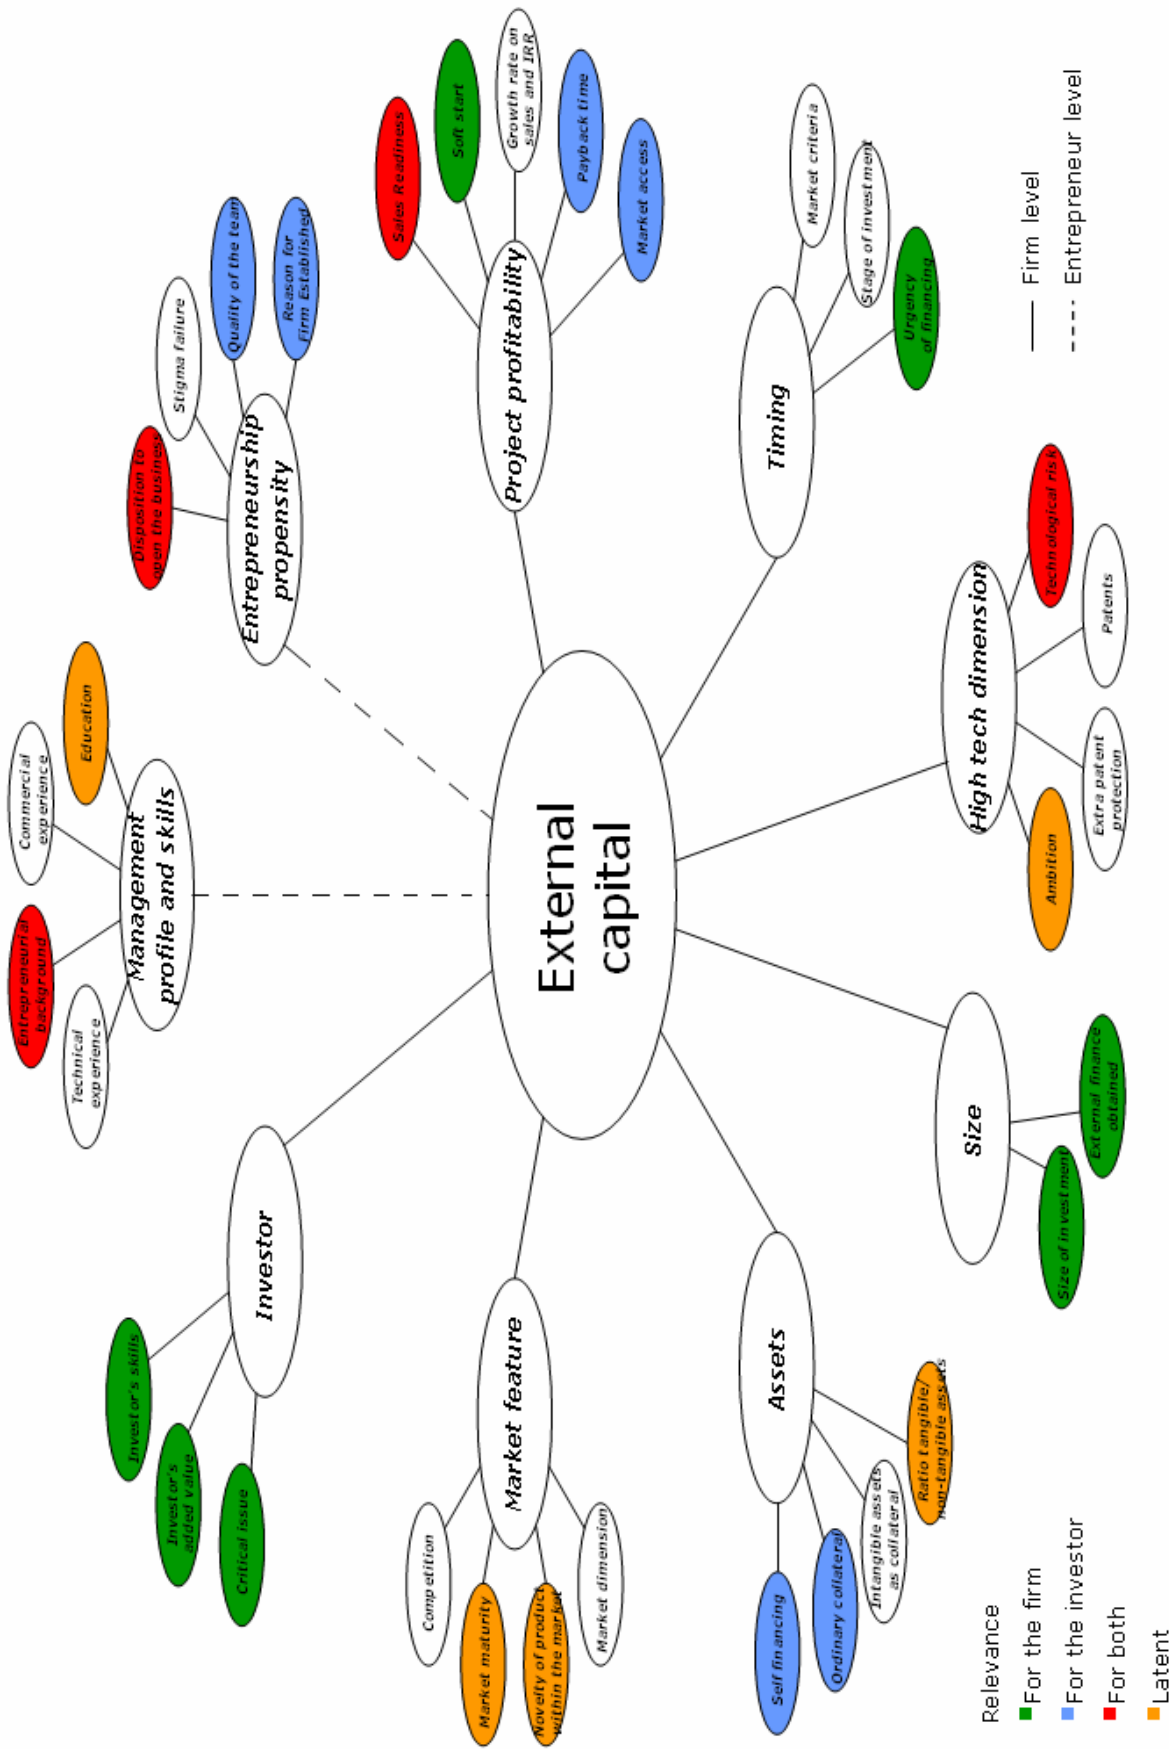 External
capital
Management
profile and skills
Technical
experience
Entrepreneurial
background
Commercial
experience
Education
Entrepreneurship
propensity
Disposition to
open the business
Stigma failure
Quality of the team
Reason for
Firm Established
Project profitability
Sales Readiness
Soft start
Growth rate on
sales and IRR
Payback time
Market access
Timing
Market criteria
Stage of investment
Urgency
of financing
High tech dimension
Technological risk
Patents
Extra patent
protection
Ambition
Size
External finance
obtained
Size of investment
Assets
Ratio tangible/
non-tangible assets
Intangible assets
as collateral
Ordinary collateral
Self financing
Market feature
Market dimension
Novelty of product
within the market
Market maturity
Competition
Investor
Critical issue
Investor's
added value
Investor's skills
Relevance
For the firm
For the investor
For both
Latent
Firm level
Entrepreneur level